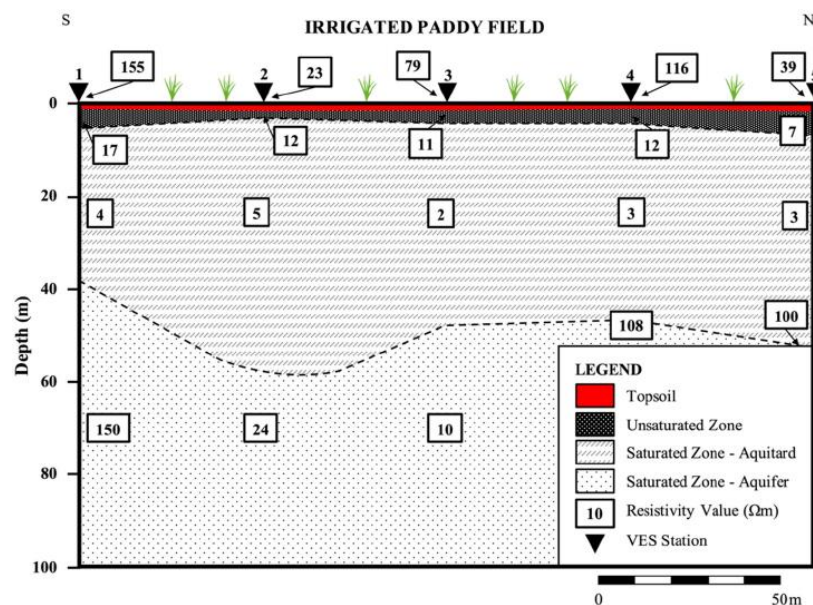 S
IRRIGATED PADDY FIELD
N
1
155
2
23
79
3
4
116
39
5
0
17
12
11
12
7
20
4
5
2
3
3
40
108
100
Depth (m)
60
150
24
10
80
100
LEGEND
Topsoil
Unsaturated Zone
Saturated Zone - Aquitard
Saturated Zone - Aquifer
10 Resistivity Value (Ωm)
VES Station
0 50m